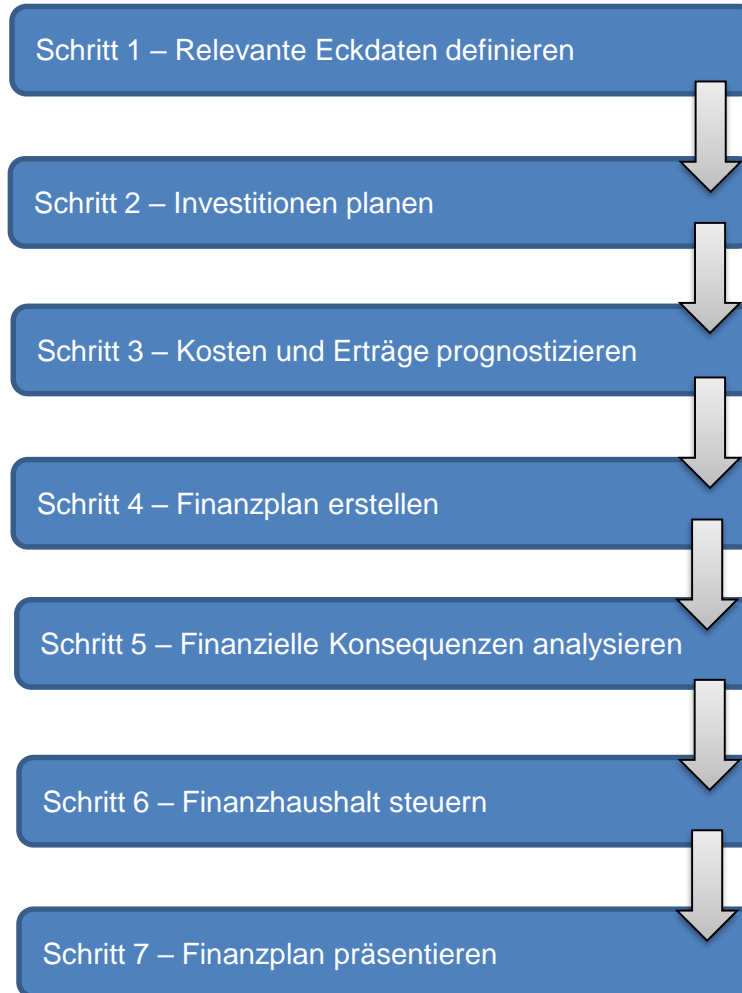 Schritt 1 – Relevante Eckdaten definieren
Schritt 2 – Investitionen planen
Schritt 3 – Kosten und Erträge prognostizieren
Schritt 4 – Finanzplan erstellen
Schritt 5 – Finanzielle Konsequenzen analysieren
Schritt 6 – Finanzhaushalt steuern
Schritt 7 – Finanzplan präsentieren